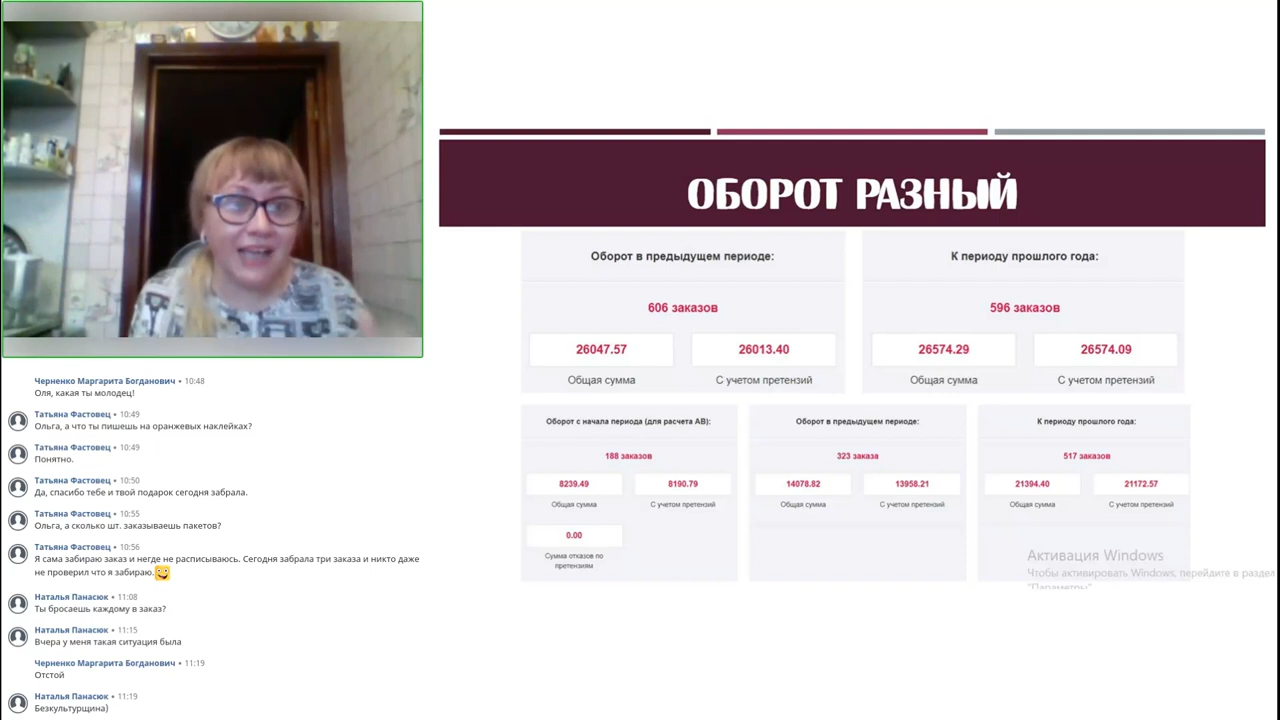 Черненко Маргарита Богданович • 10:48
Оля, какая ты молодец!
Татьяна Фастовец • 10:49
Ольга, а что ты пишешь на оранжевых наклейках?
Татьяна Фастовец • 10:49
Понятно.
Татьяна Фастовец • 10:50
Да, спасибо тебе и твой подарок сегодня забрала.
Татьяна Фастовец • 10:55
Ольга, а сколько шт. заказываешь пакетов?
Татьяна Фастовец • 10:56
Я сама забираю заказ и негде не расписываюсь. Сегодня забрала три заказа и никто даже
не проверил что я забираю.
Наталья Панасюк • 11:08
Ты бросаешь каждому в заказ?
Наталья Панасюк • 11:15
Вчера у меня такая ситуация была
Черненко Маргарита Богданович • 11:19
Отстой
Наталья Панасюк • 11:19
Безкультурщина)
ОБОРОТ РАЗНЫЙ
Оборот в предыдущем периоде:
606 заказов
26047.57 26013.40
Общая сумма С учетом претензий
К периоду прошлого года:
596 заказов
26574.29 26574.09
Общая сумма С учетом претензий
Оборот с начала периода (для расчета АВ):
188 заказов
8239.49 8190.79
Общая сумма С учетом претензий
0.00
Сумма отказов по
претензиям
Оборот в предыдущем периоде:
323 заказа
14078.82 13958.21
Общая сумма С учетом претензий
К периоду прошлого года:
517 заказов
21394.40 21172.57
Общая сумма С учетом претензий
Активация Windows
Чтобы активировать Windows, перейдите в раздел
"Параметры".